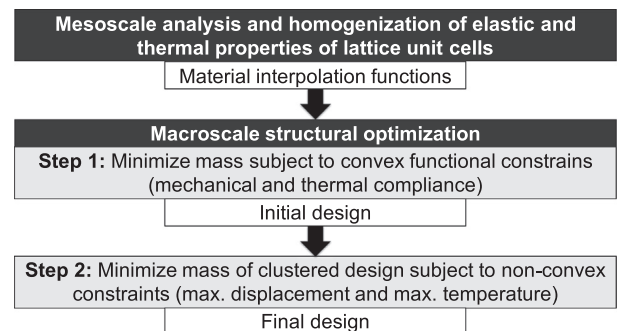 Mesoscale analysis and homogenization of elastic and
thermal properties of lattice unit cells
Material interpolation functions
Macroscale structural optimization
Step 1: Minimize mass subject to convex functional constrains
(mechanical and thermal compliance)
Initial design
Step 2: Minimize mass of clustered design subject to non-convex
constraints (max. displacement and max. temperature)
Final design